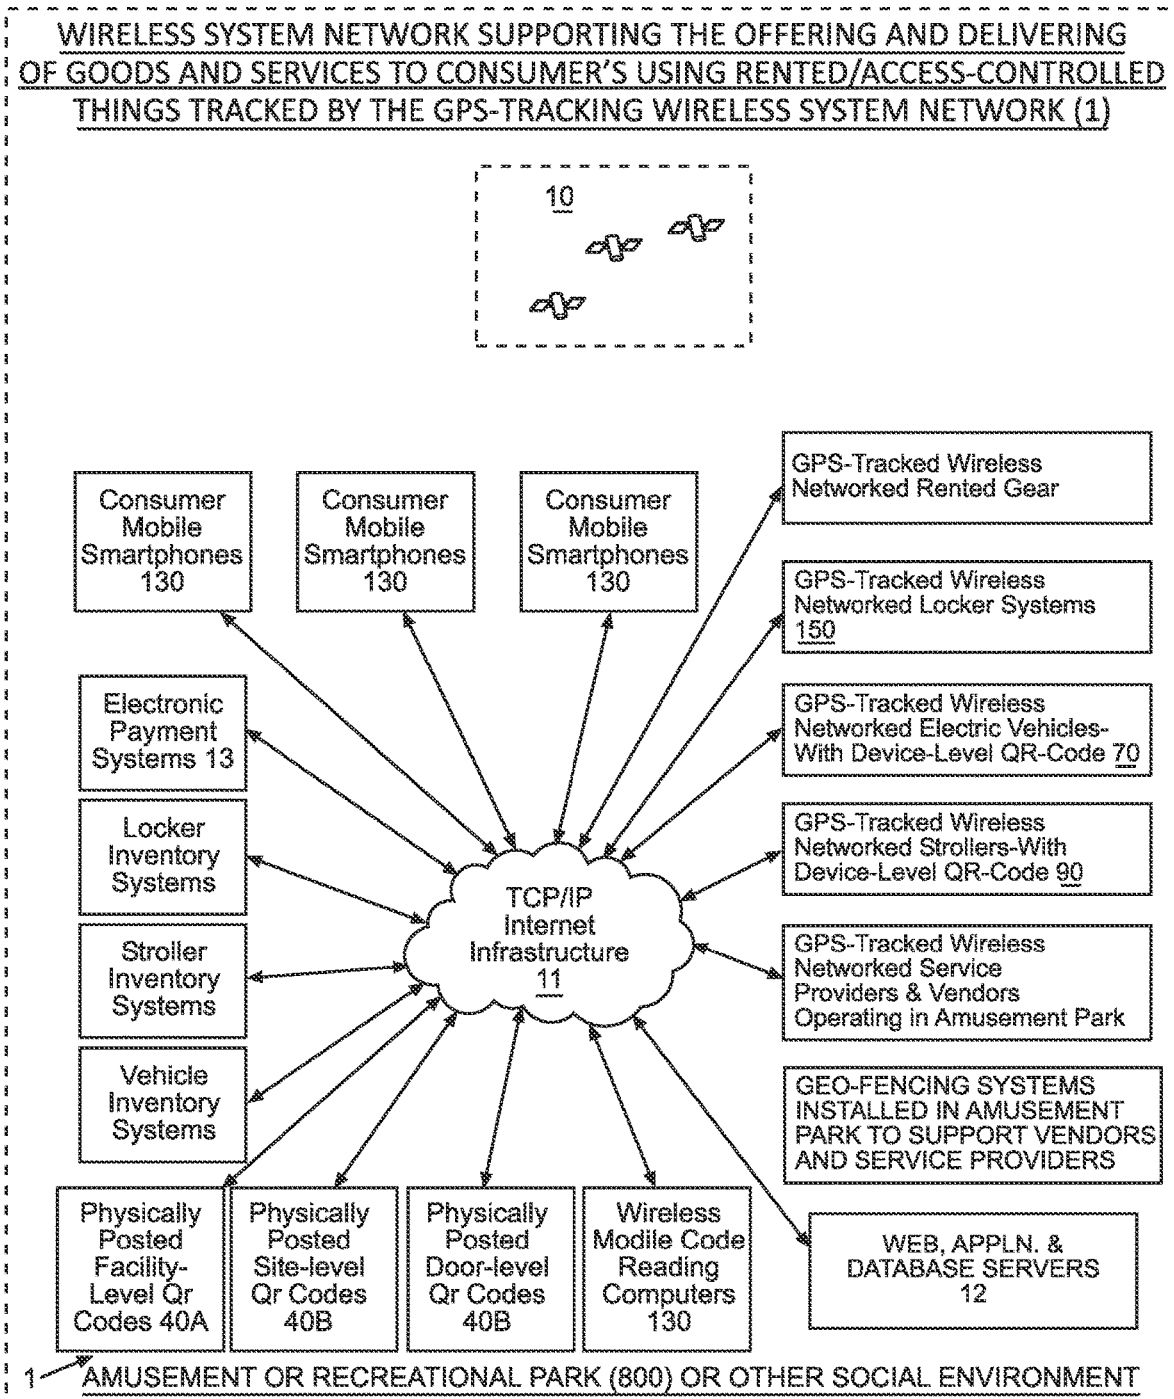 WIRELESS SYSTEM NETWORK SUPPORTING THE OFFERING AND DELIVERING
OF GOODS AND SERVICES TO CONSUMER'S USING RENTED/ACCESS-CONTROLLED
THINGS TRACKED BY THE GPS-TRACKING WIRELESS SYSTEM NETWORK (1)
10
Consumer
Mobile
Smartphones
130
Consumer
Mobile
Smartphones
130
Consumer
Mobile
Smartphones
130
GPS-Tracked Wireless
Networked Rented Gear
GPS-Tracked Wireless
Networked Locker Systems
150
GPS-Tracked Wireless
Networked Electric Vehicles-
With Device-Level QR-Code 70
GPS-Tracked Wireless
Networked Strollers-With
Device-Level QR-Code 90
GPS-Tracked Wireless
Networked Service
Providers & Vendors
Operating in Amusement Park
GEO-FENCING SYSTEMS
INSTALLED IN AMUSEMENT
PARK TO SUPPORT VENDORS
AND SERVICE PROVIDERS
Electronic
Payment
Systems 13
Locker
Inventory
Systems
Stroller
Inventory
Systems
Vehicle
Inventory
Systems
TCP/IP
Internet
Infrastructure
11
Physically
Posted
Facility-
Level Qr
Codes 40A
Physically
Posted
Site-level
Qr Codes
40B
Physically
Posted
Door-level
Qr Codes
40B
Wireless
Modile Code
Reading
Computers
130
WEB, APPLN. &
DATABASE SERVERS
12
1
AMUSEMENT OR RECREATIONAL PARK (800) OR OTHER SOCIAL ENVIRONMENT